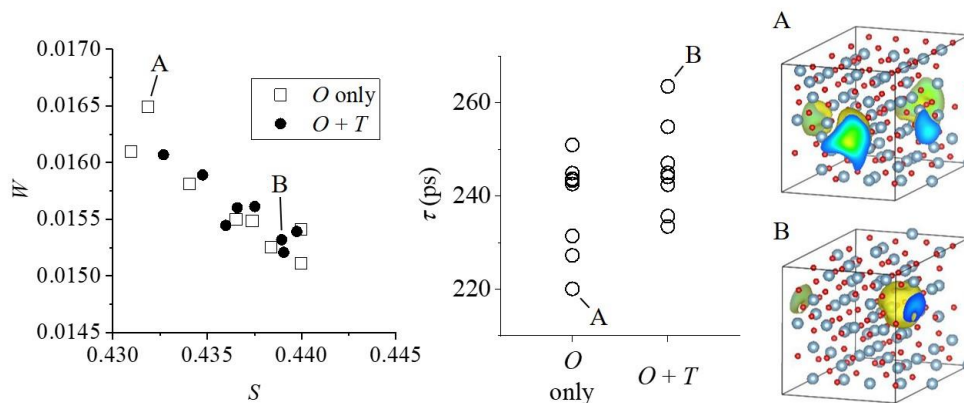 0.0170
0.0165
0.0160
0.0155
0.0150
0.0145
W
0.430 0.435 0.440 0.445
S
A
B
O only
O + T
260
240
220
τ (ps)
B
A
O
only
O + T
A
B